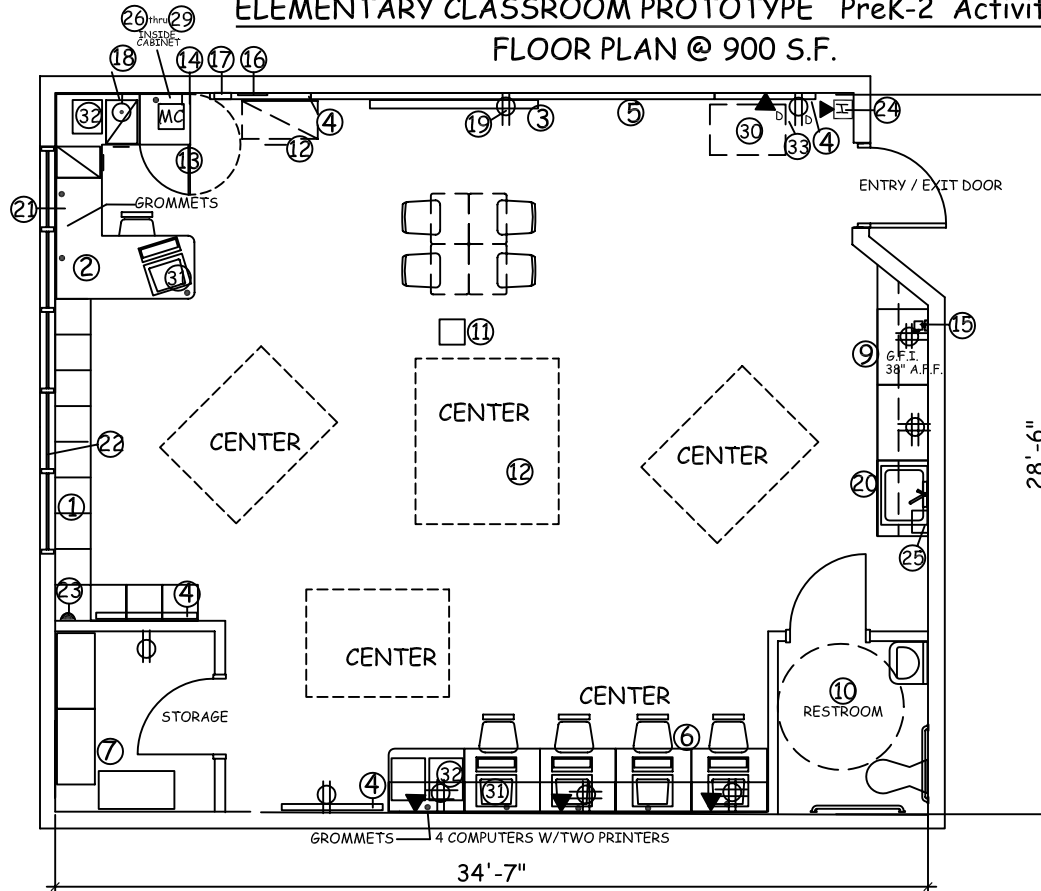 ELEMENTARY CLASSROOM PROTOTYPE PreK-2 Activit
FLOOR PLAN @ 900 S.F.
26 thru 29
INSIDE
CABINET
18
14
17
16
32
MC
4
12
19
3
5
30
D
D
33
4
24
13
ENTRY / EXIT DOOR
21
GROMMETS
2
31
11
15
9
G.F.I.
38" A.F.F.
CENTER
CENTER
CENTER
12
22
20
28'-6"
1
25
23
4
CENTER
CENTER
10
RESTROOM
STORAGE
7
6
4
32
31
GROMMETS
4 COMPUTERS W/TWO PRINTERS
34'-7"